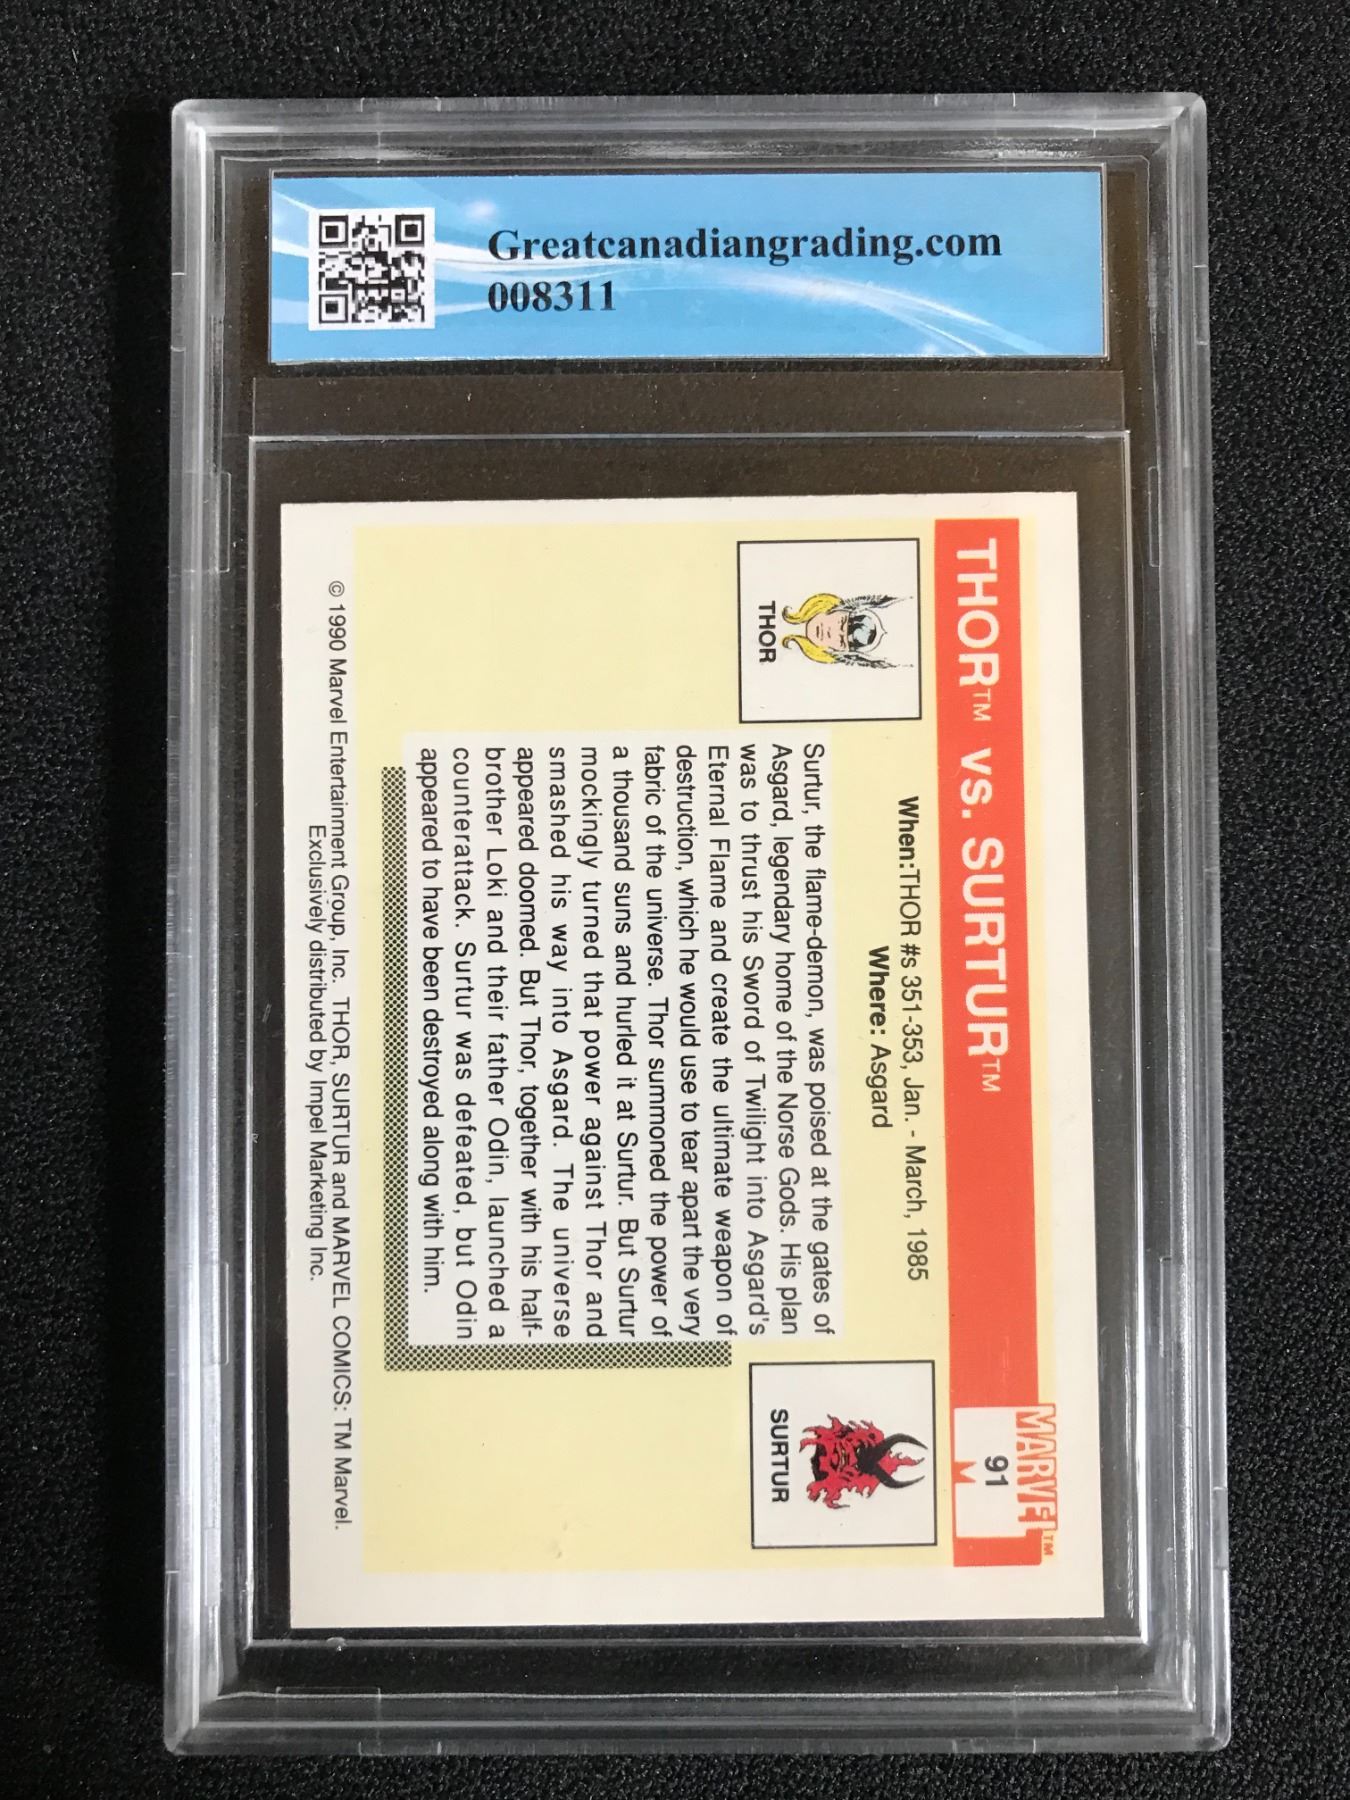 Greatcanadiangrading.com
008311
THOR™ vs. SURTUR™
MARVEL™
91
When:THOR #s 351-353, Jan. - March, 1985
Where: Asgard
THOR
SURTUR
Surtur, the flame-demon, was poised at the gates of
Asgard, legendary home of the Norse Gods. His plan
was to thrust his Sword of Twilight into Asgard's
Eternal Flame and create the ultimate weapon of
destruction, which he would use to tear apart the very
fabric of the universe. Thor summoned the power of
a thousand suns and hurled it at Surtur. But Surtur
mockingly turned that power against Thor and
smashed his way into Asgard. The universe
appeared doomed. But Thor, together with his half-
brother Loki and their father Odin, launched a
counterattack. Surtur was defeated, but Odin
appeared to have been destroyed along with him.
© 1990 Marvel Entertainment Group, Inc. THOR, SURTUR and MARVEL COMICS: TM Marvel.
Exclusively distributed by Impel Marketing Inc.